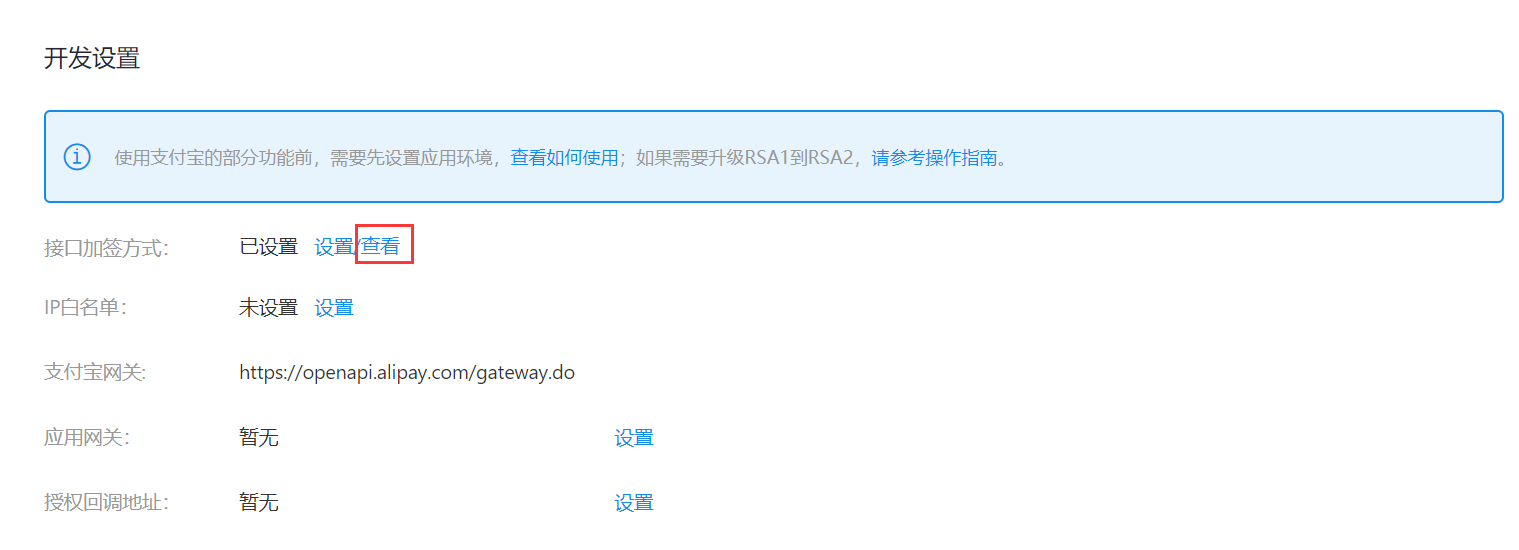 开发设置
使用支付宝的部分功能前，需要先设置应用环境，查看如何使用；如果需要升级RSA1到RSA2，请参考操作指南。
接口加签方式： 已设置 设置/查看
IP白名单： 未设置 设置
支付宝网关: https://openapi.alipay.com/gateway.do
应用网关： 暂无 设置
授权回调地址： 暂无 设置